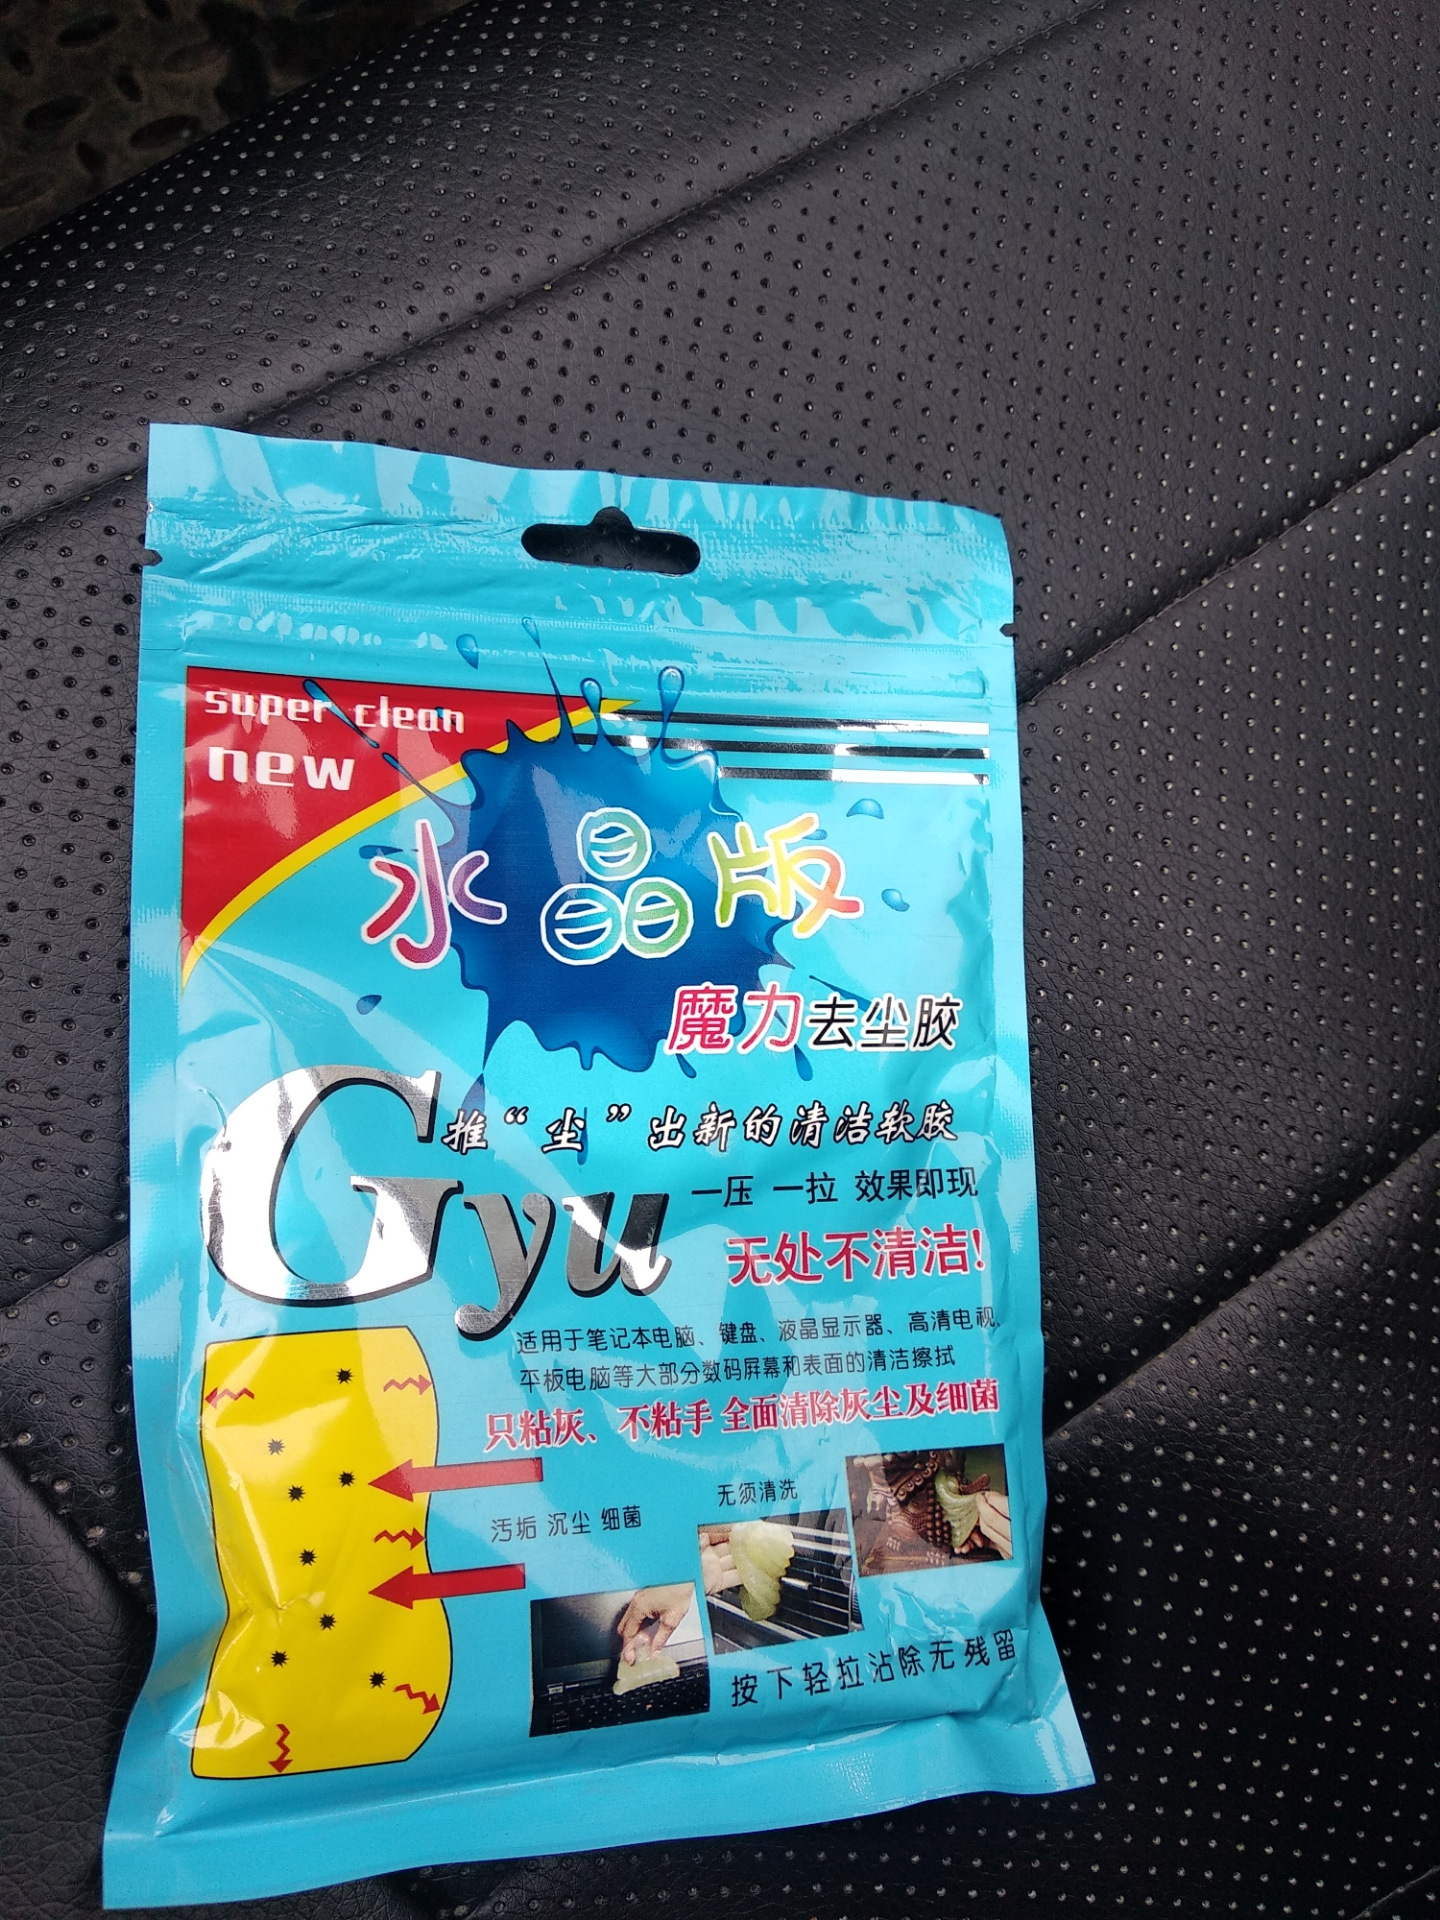 super clean
new
水晶版
魔力去尘胶
推“尘”出新的清洁软胶
Gyu
一压 一拉 效果即现
无处不清洁!
适用于笔记本电脑、键盘、液晶显示器、高清电视、
平板电脑等大部分数码屏幕和表面的清洁擦拭
只粘灰、不粘手 全面清除灰尘及细菌
无须清洗
污垢 沉尘 细菌
按下轻拉沾除无残留